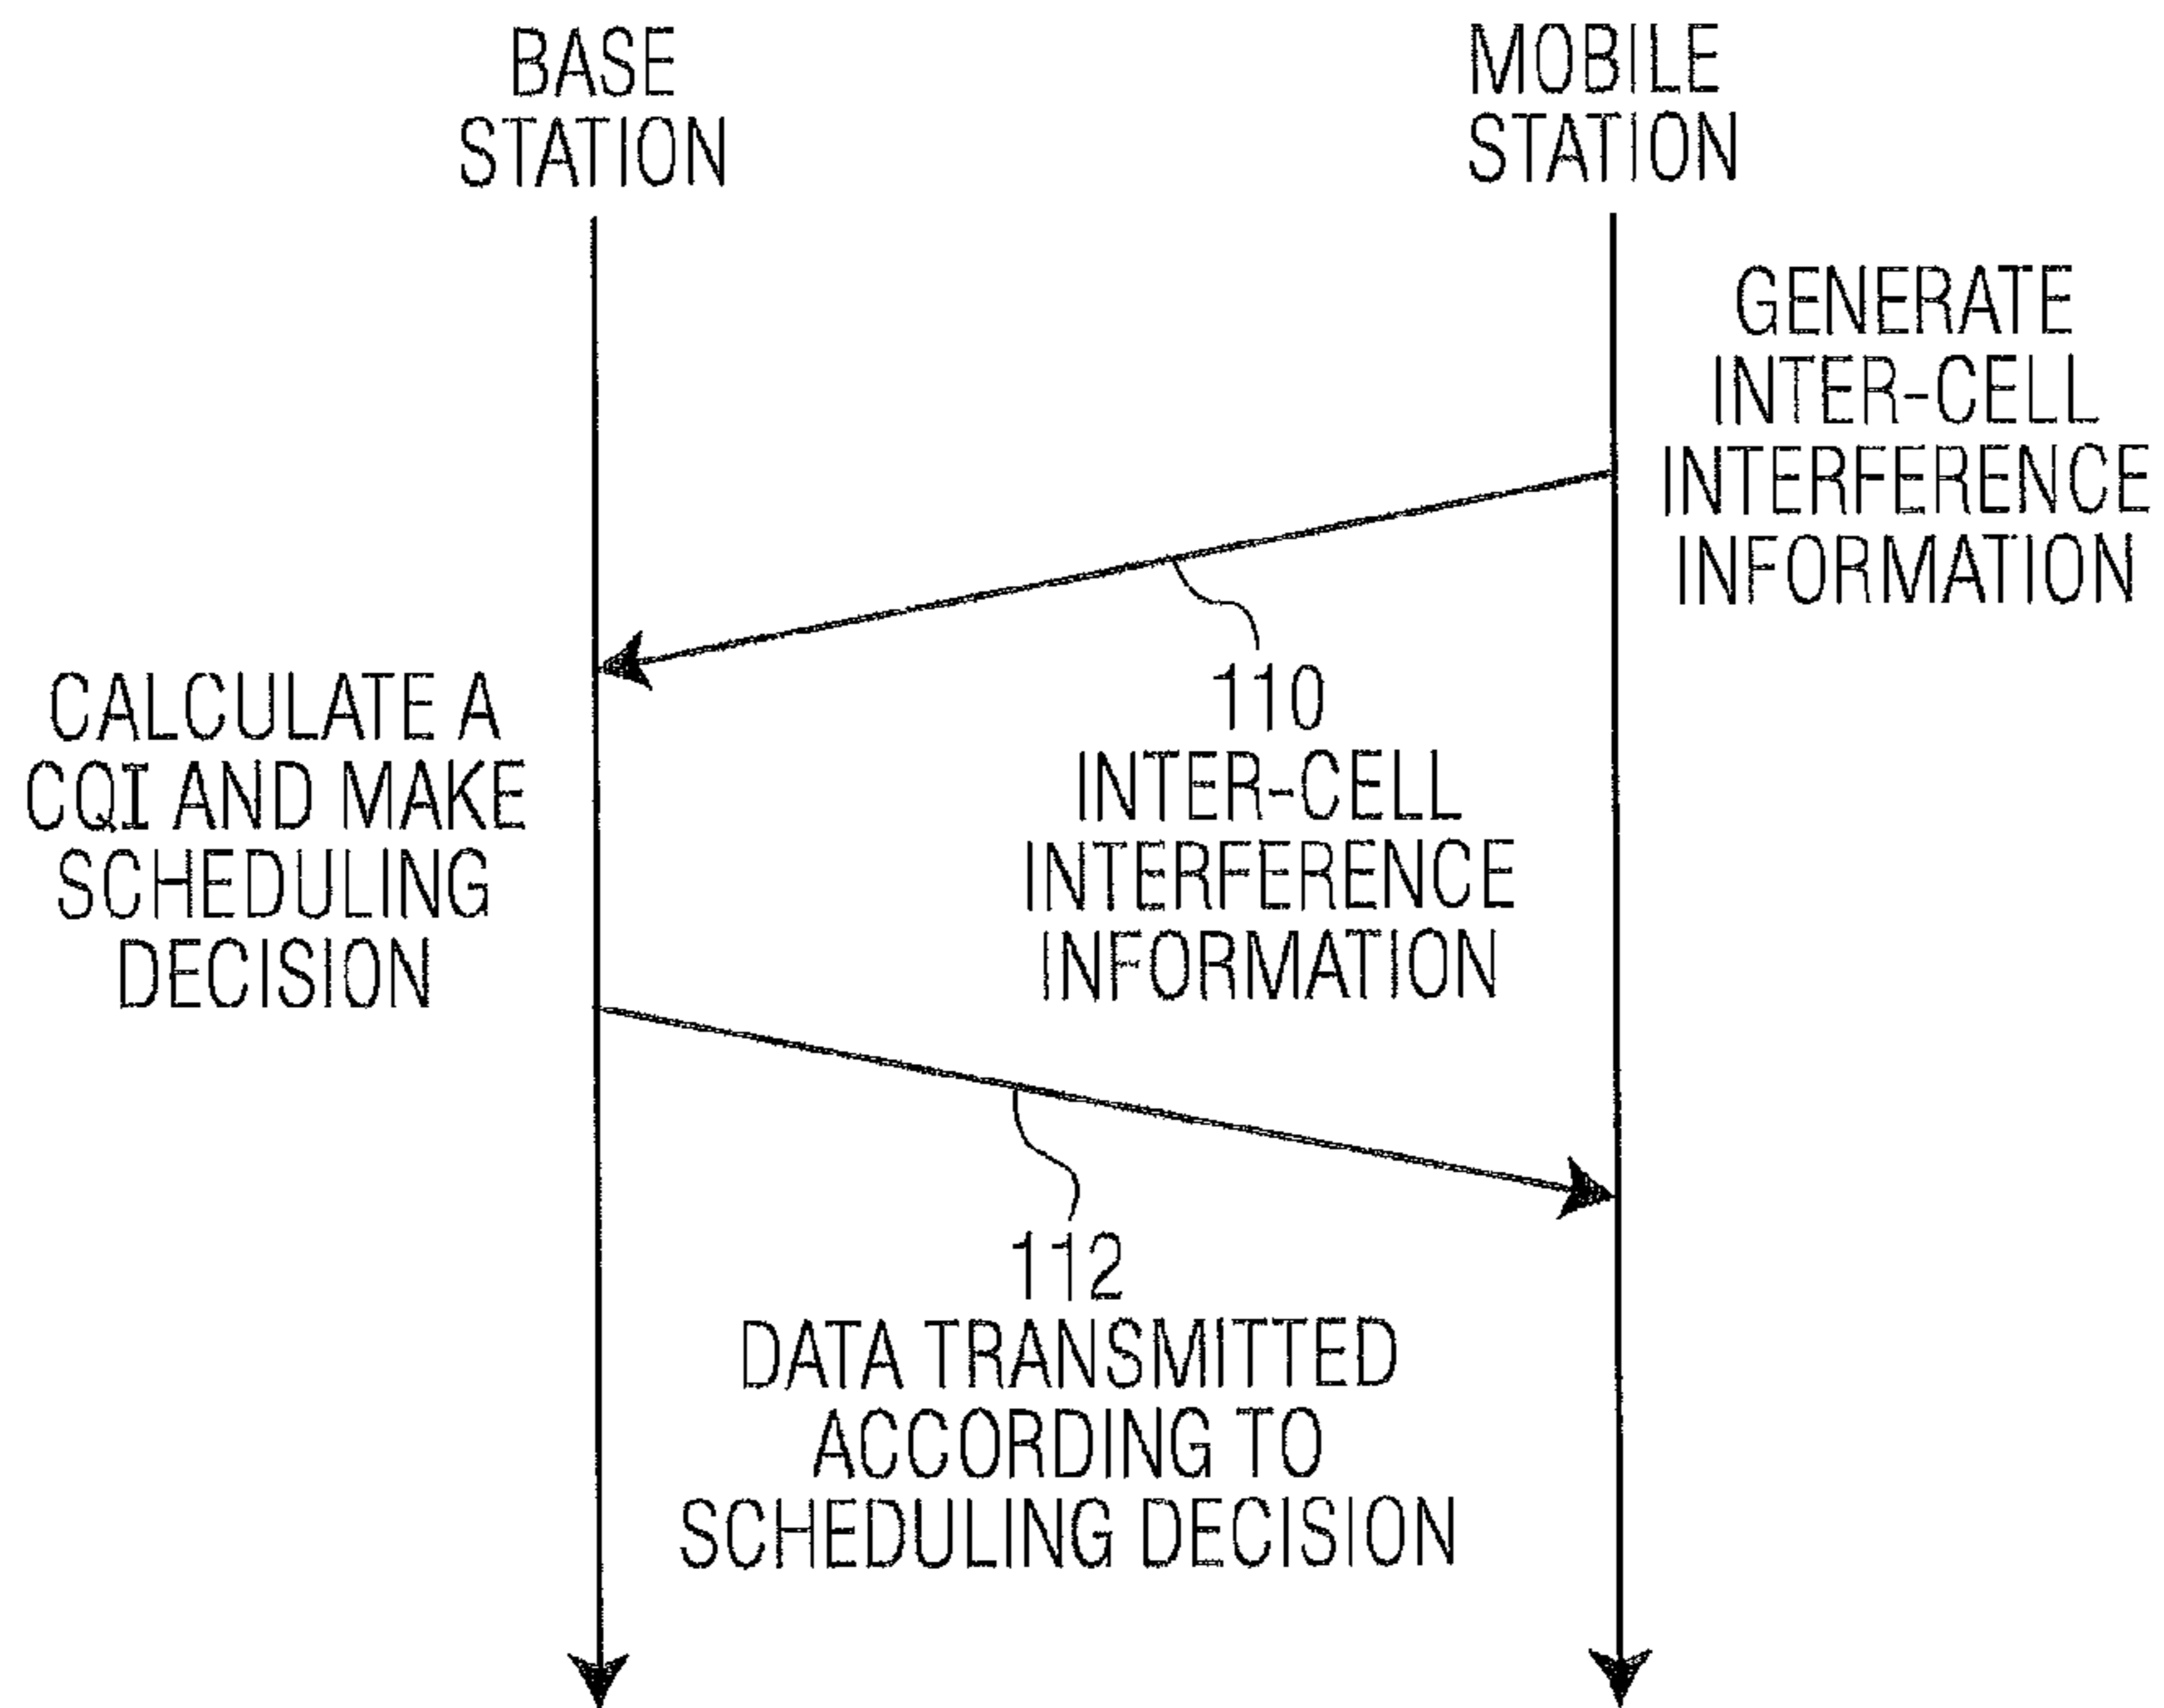 BASE
STATION
MOBILE
STATION
GENERATE
INTER-CELL
INTERFERENCE
INFORMATION
110
INTER-CELL
INTERFERENCE
INFORMATION
CALCULATE A
CQI AND MAKE
SCHEDULING
DECISION
112
DATA TRANSMITTED
ACCORDING TO
SCHEDULING DECISION